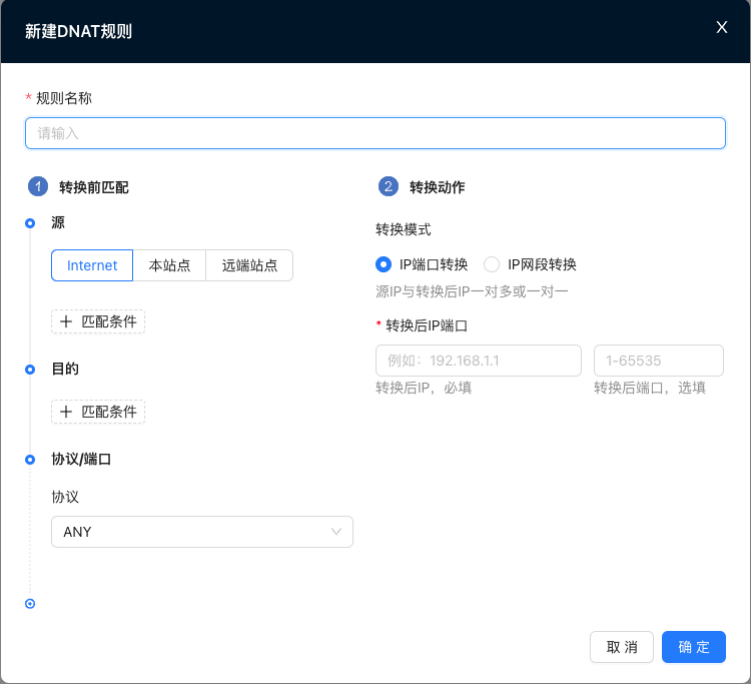 新建DNAT规则
X
* 规则名称
请输入
1 转换前匹配
源
Internet 本站点 远端站点
+ 匹配条件
目的
+ 匹配条件
协议/端口
协议
ANY
2 转换动作
转换模式
IP端口转换 IP网段转换
源IP与转换后IP一对多或一对一
* 转换后IP端口
例如：192.168.1.1 1-65535
转换后IP，必填 转换后端口，选填
取 消 确 定